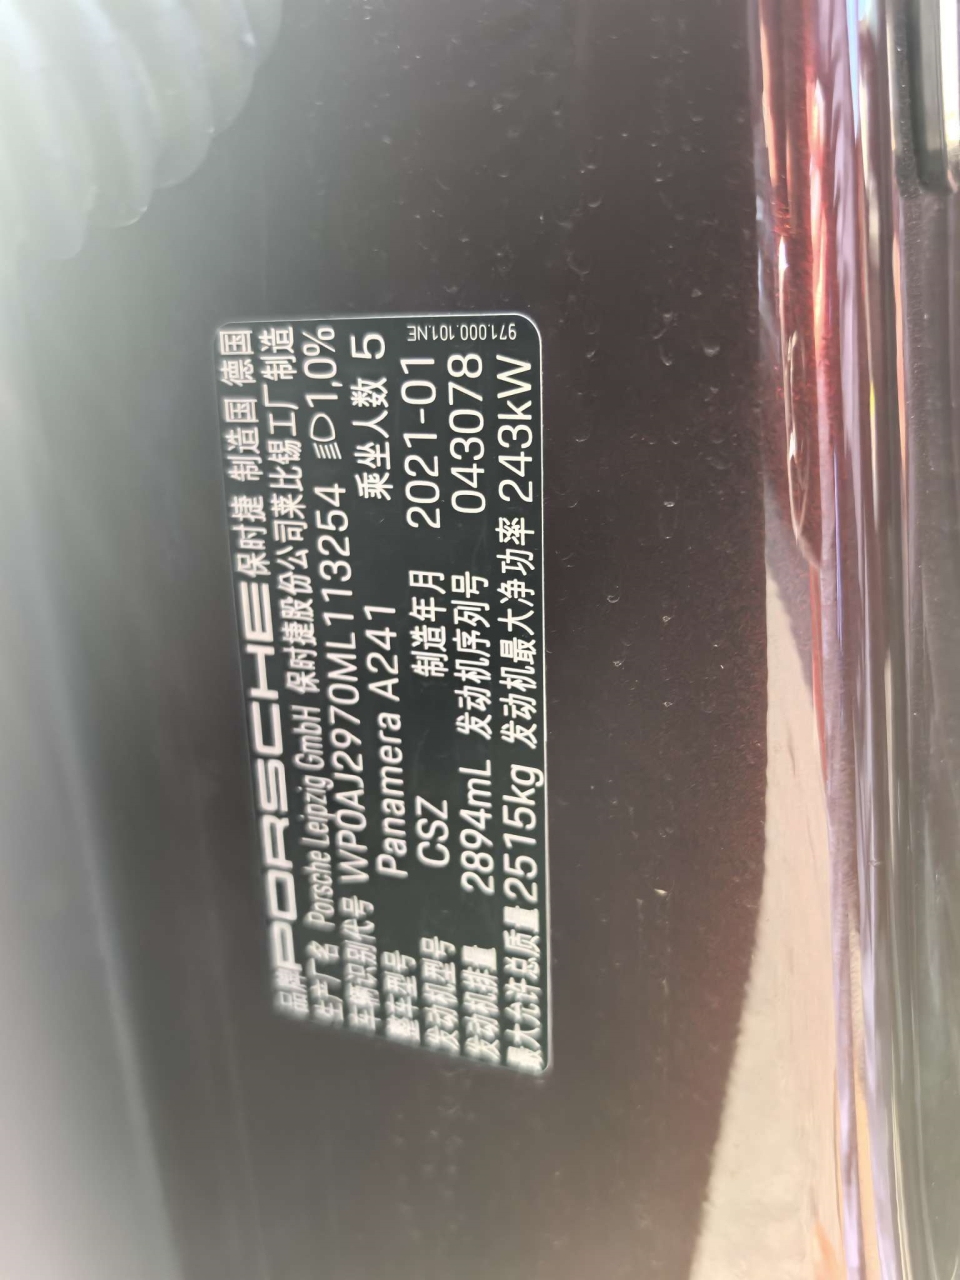 品牌 PORSCHE 保时捷 制造国 德国
生产厂名 Porsche Leipzig GmbH 保时捷股份公司莱比锡工厂制造
车辆识别代号 WP0AJ2970ML113254 1,0%
整车型号 Panamera A241 乘坐人数 5
发动机型号 CSZ 制造年月 2021-01
发动机排量 2894mL 发动机序列号 043078
最大允许总质量 2515kg 发动机最大净功率 243kW
971.000.101.NE